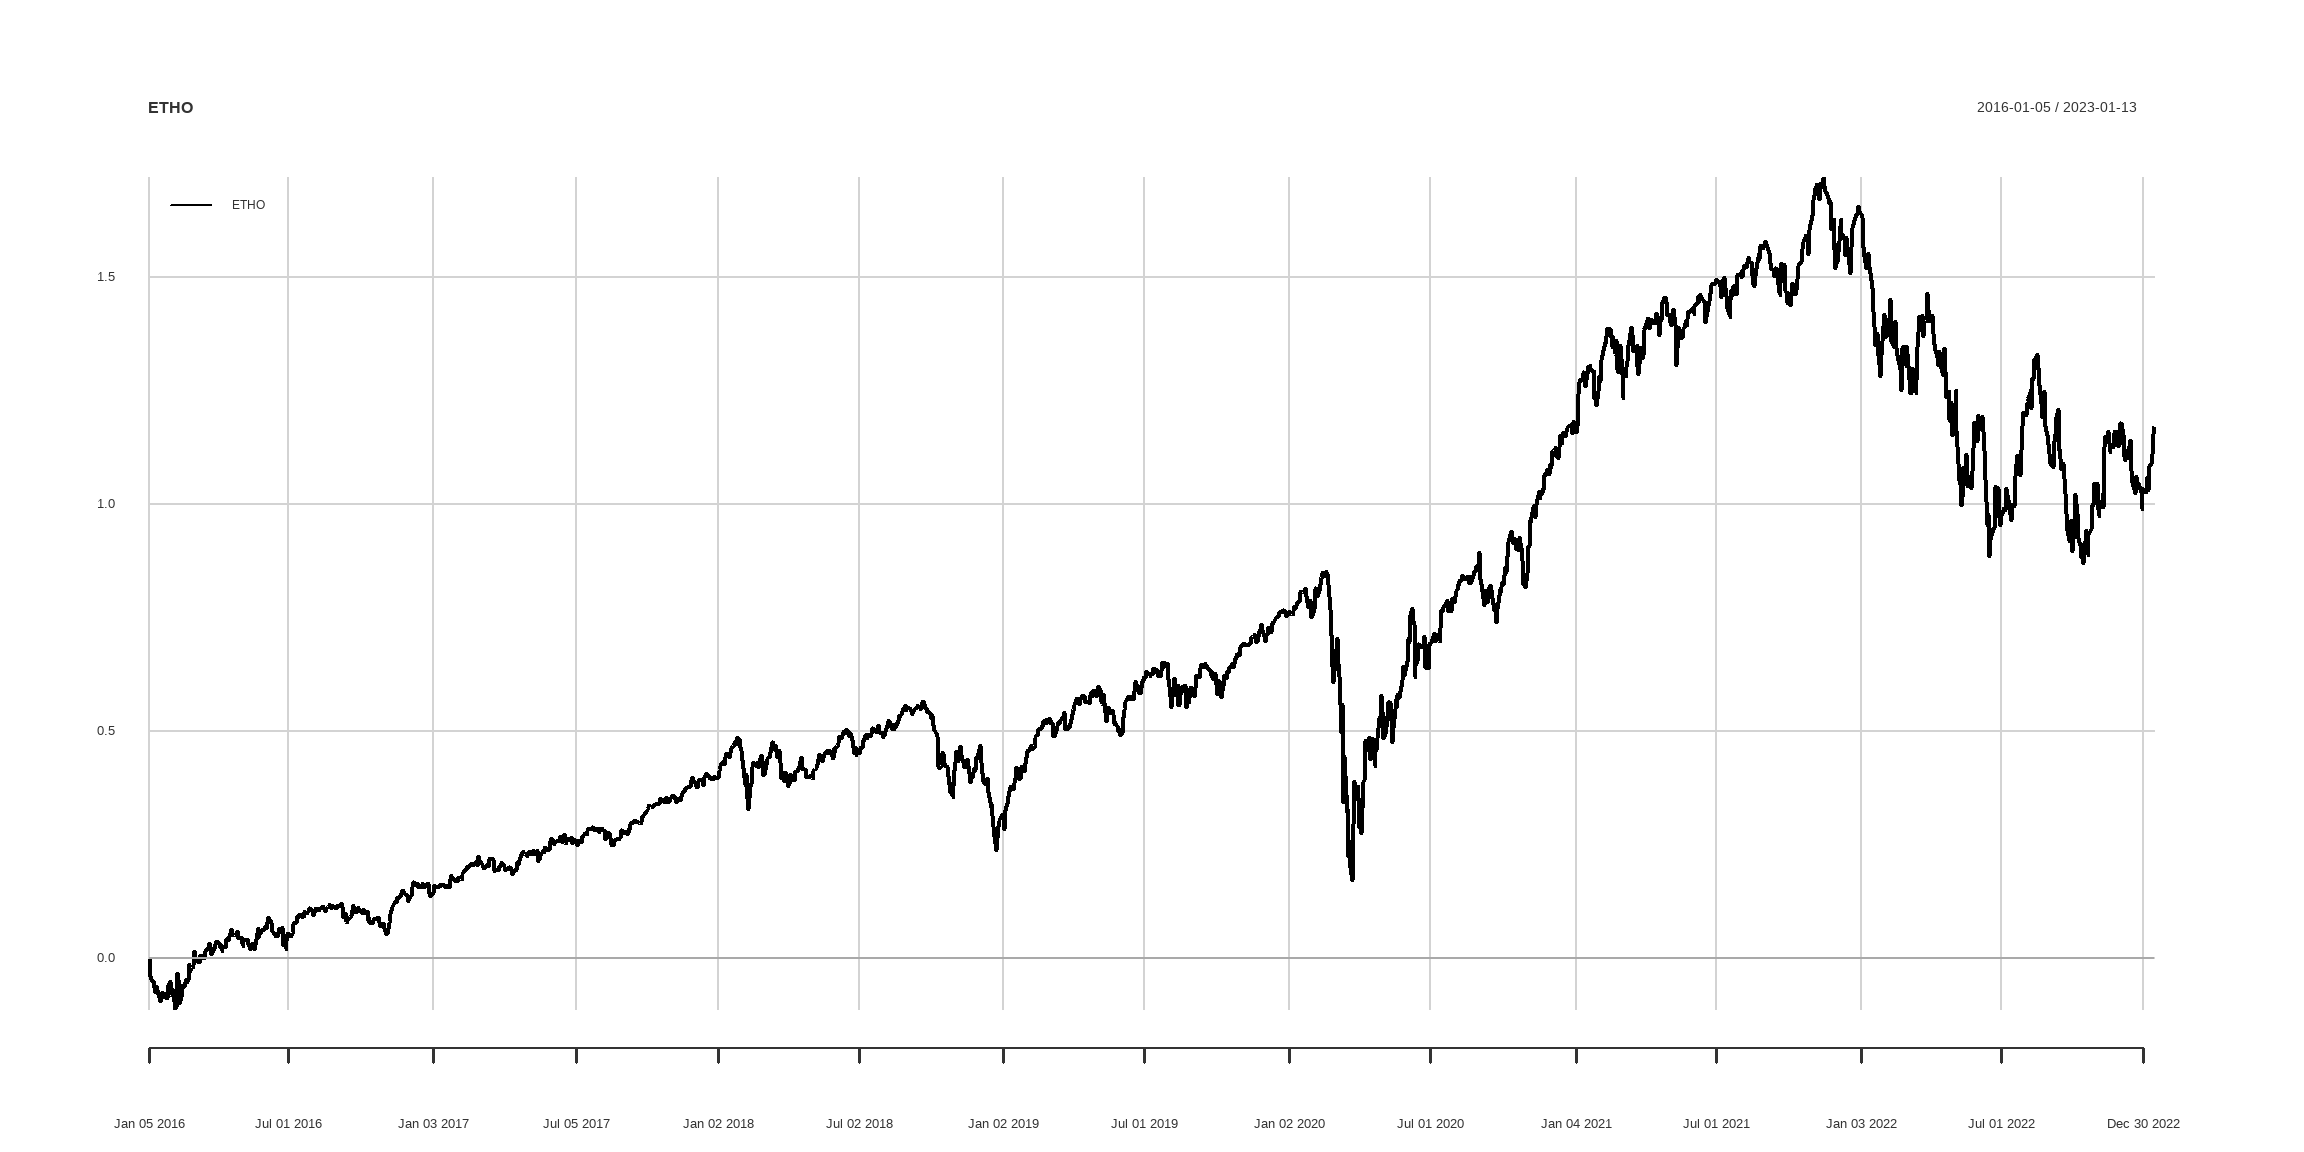 ETHO
2016-01-05 / 2023-01-13
ETHO
1.5
1.0
0.5
0.0
Jan 05 2016
Jul 01 2016
Jan 03 2017
Jul 05 2017
Jan 02 2018
Jul 02 2018
Jan 02 2019
Jul 01 2019
Jan 02 2020
Jul 01 2020
Jan 04 2021
Jul 01 2021
Jan 03 2022
Jul 01 2022
Dec 30 2022